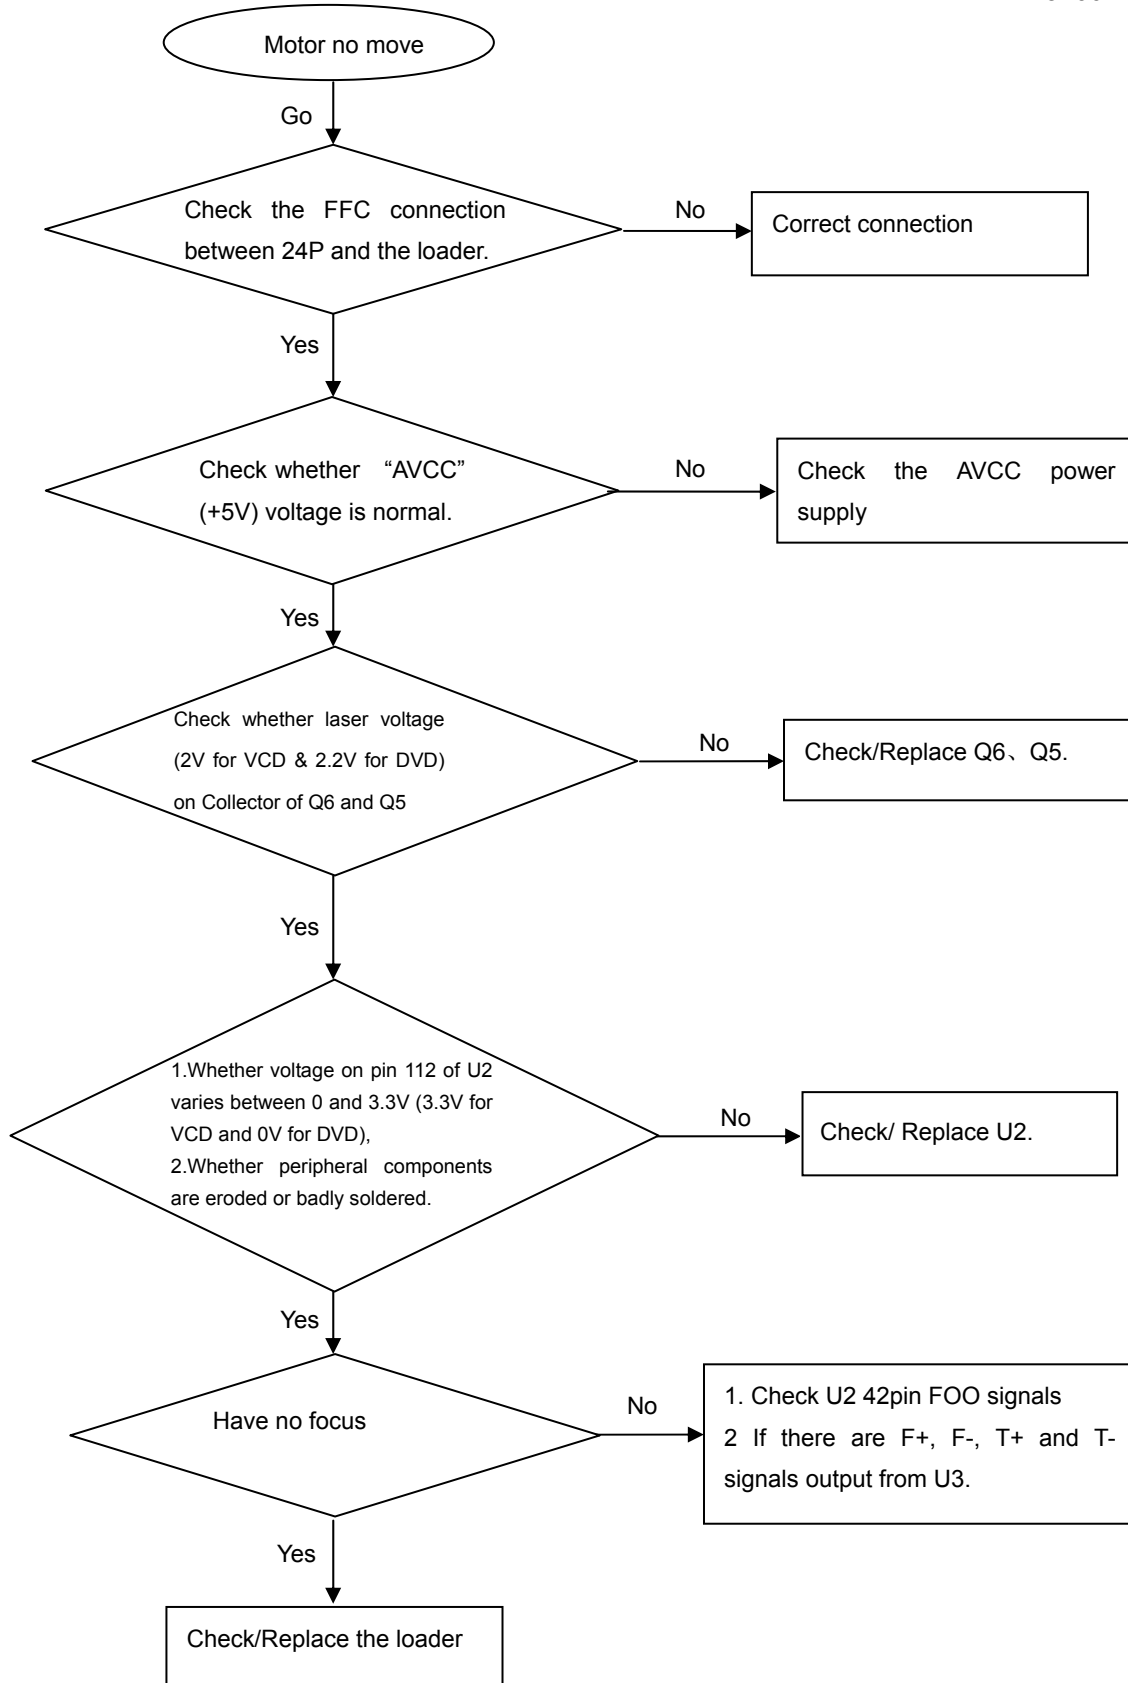 Motor no move
Go
Check the FFC connection
between 24P and the loader.
No
Correct connection
Yes
Check whether “AVCC”
(+5V) voltage is normal.
No
Check the AVCC power
supply
Yes
Check whether laser voltage
(2V for VCD & 2.2V for DVD)
on Collector of Q6 and Q5
No
Check/Replace Q6、Q5.
Yes
1.Whether voltage on pin 112 of U2
varies between 0 and 3.3V (3.3V for
VCD and 0V for DVD),
2.Whether peripheral components
are eroded or badly soldered.
No
Check/ Replace U2.
Yes
Have no focus
No
1. Check U2 42pin FOO signals
2 If there are F+, F-, T+ and T-
signals output from U3.
Yes
Check/Replace the loader